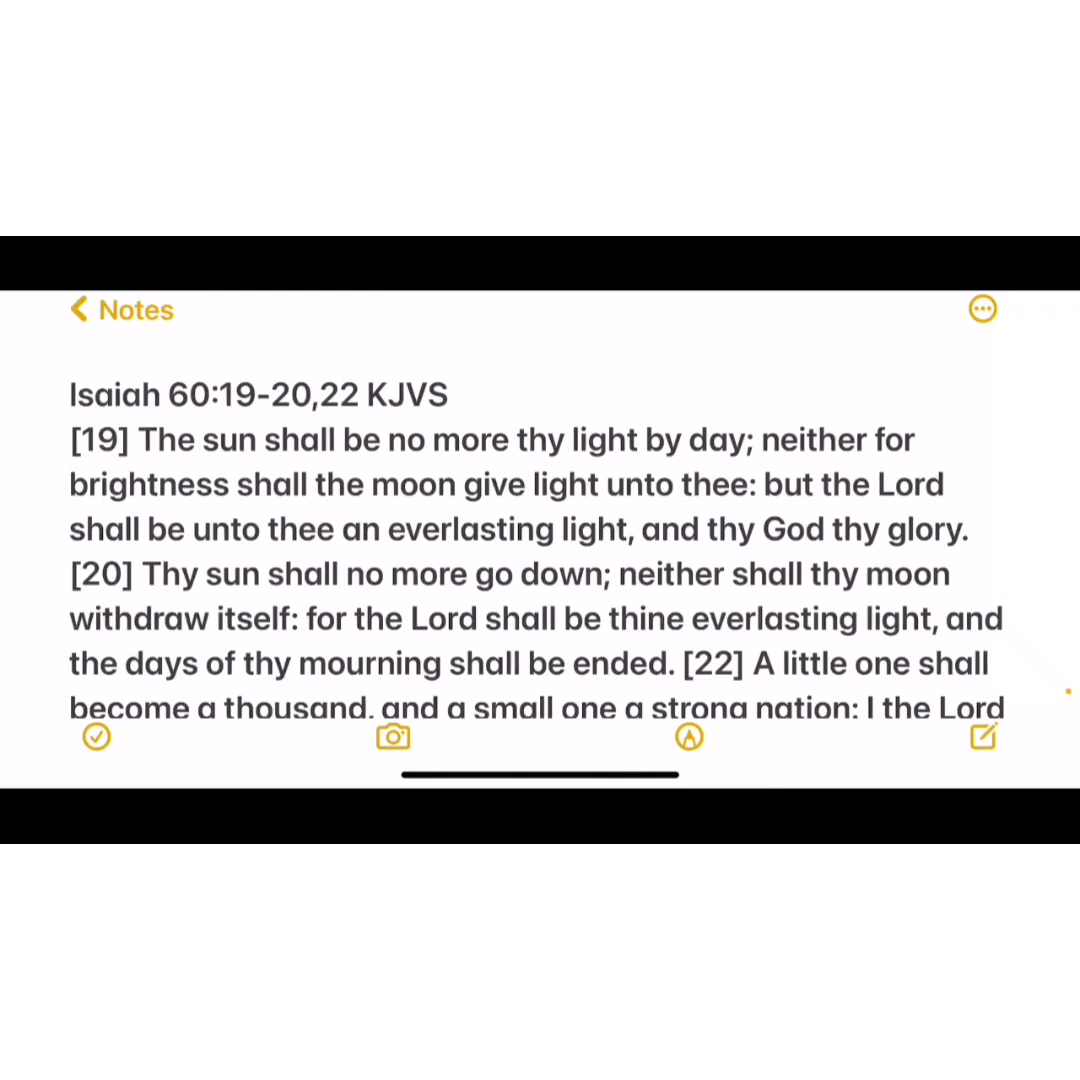 Notes
Isaiah 60:19-20,22 KJVS
[19] The sun shall be no more thy light by day; neither for
brightness shall the moon give light unto thee: but the Lord
shall be unto thee an everlasting light, and thy God thy glory.
[20] Thy sun shall no more go down; neither shall thy moon
withdraw itself: for the Lord shall be thine everlasting light, and
the days of thy mourning shall be ended. [22] A little one shall
become a thousand, and a small one a strong nation: I the Lord